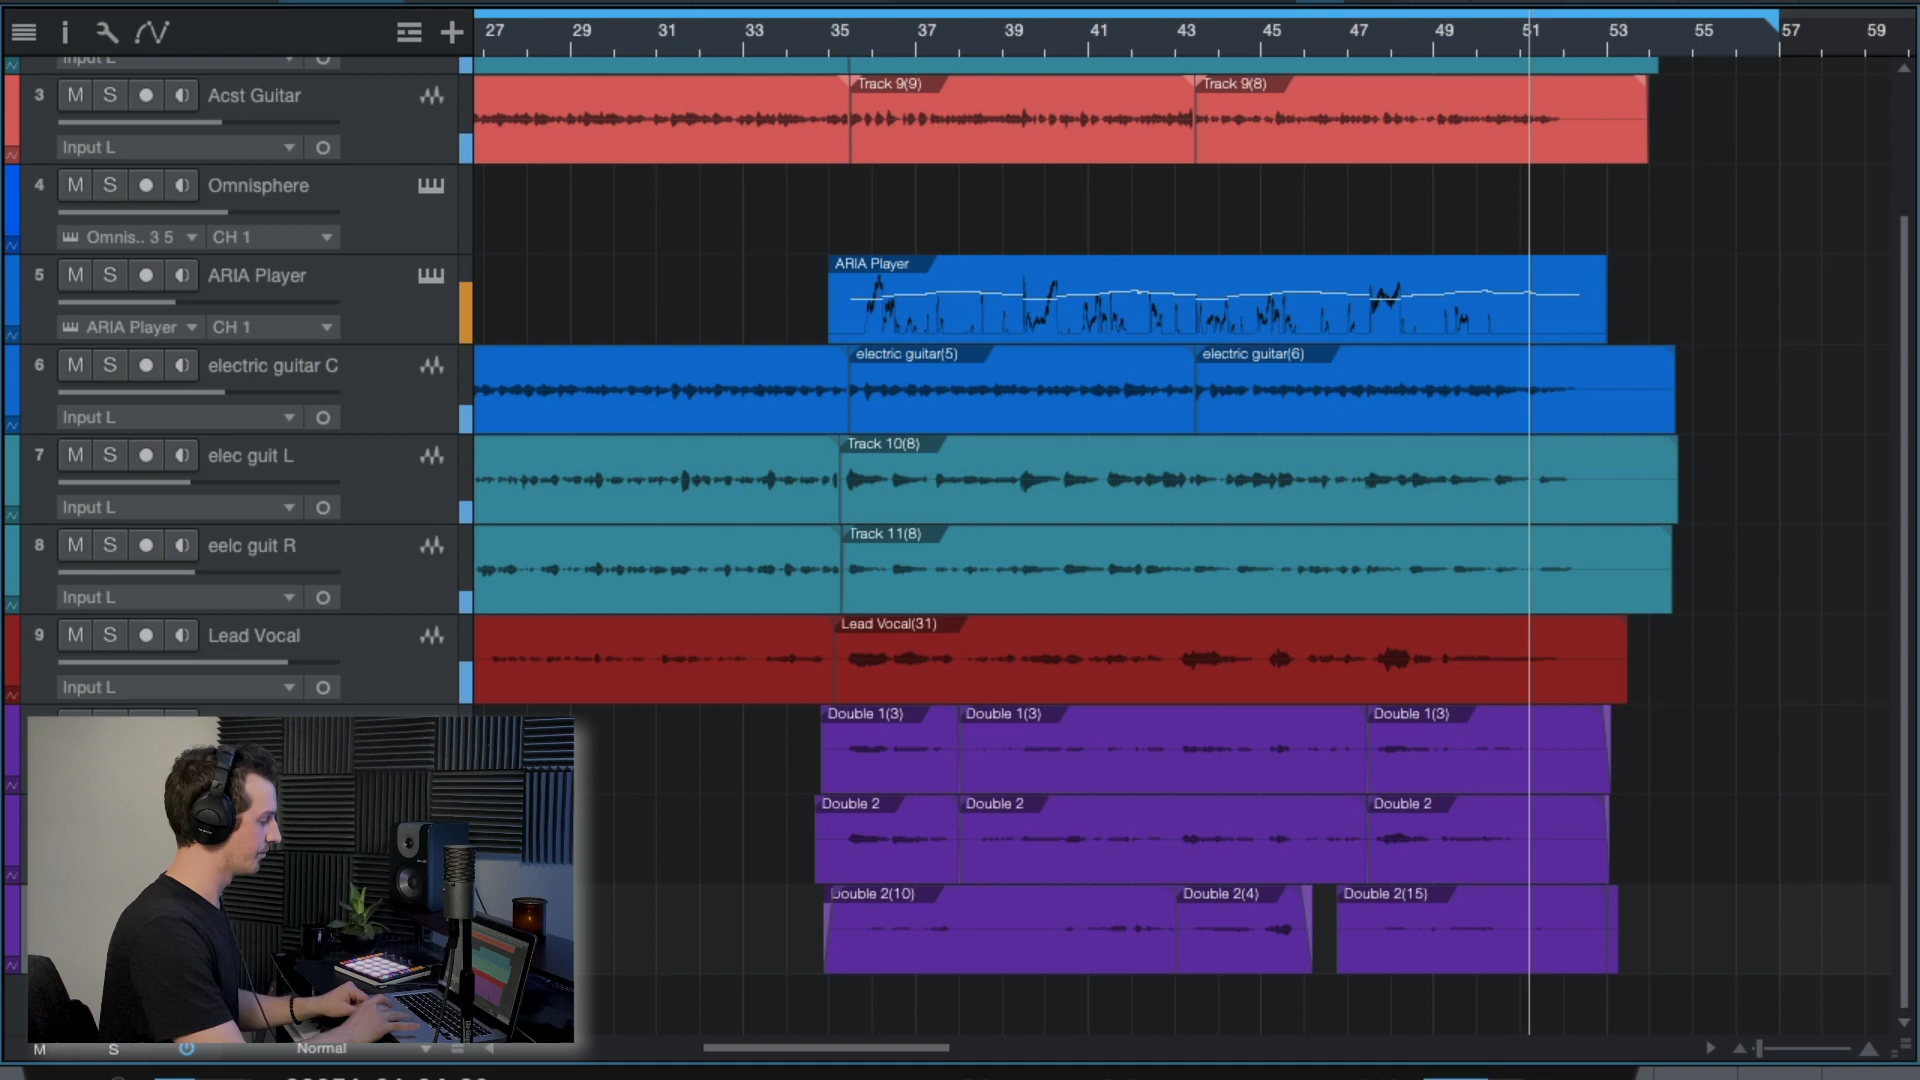 27 29 31 33 35 37 39 41 43 45 47 49 51 53 55 57 59
Input L
3 M S Acst Guitar
Input L
Track 9(9) Track 9(8)
4 M S Omnisphere
Omnis.. 3 5 CH 1
5 M S ARIA Player
ARIA Player CH 1
ARIA Player
6 M S electric guitar C
Input L
electric guitar(5) electric guitar(6)
7 M S elec guit L
Input L
Track 10(8)
8 M S eelc guit R
Input L
Track 11(8)
9 M S Lead Vocal
Input L
Lead Vocal(31)
Double 1(3) Double 1(3) Double 1(3)
Double 2 Double 2 Double 2
Double 2(10) Double 2(4) Double 2(15)
M S Normal